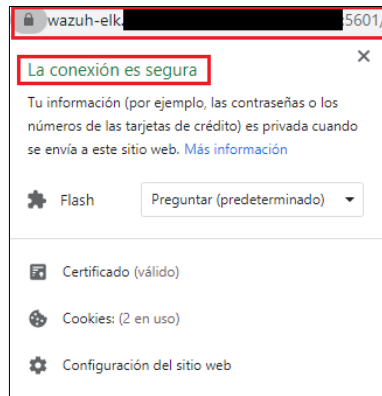 wazuh-elk. :5601/
La conexión es segura
Tu información (por ejemplo, las contraseñas o los
números de las tarjetas de crédito) es privada cuando
se envía a este sitio web. Más información
Flash Preguntar (predeterminado)
Certificado (válido)
Cookies: (2 en uso)
Configuración del sitio web